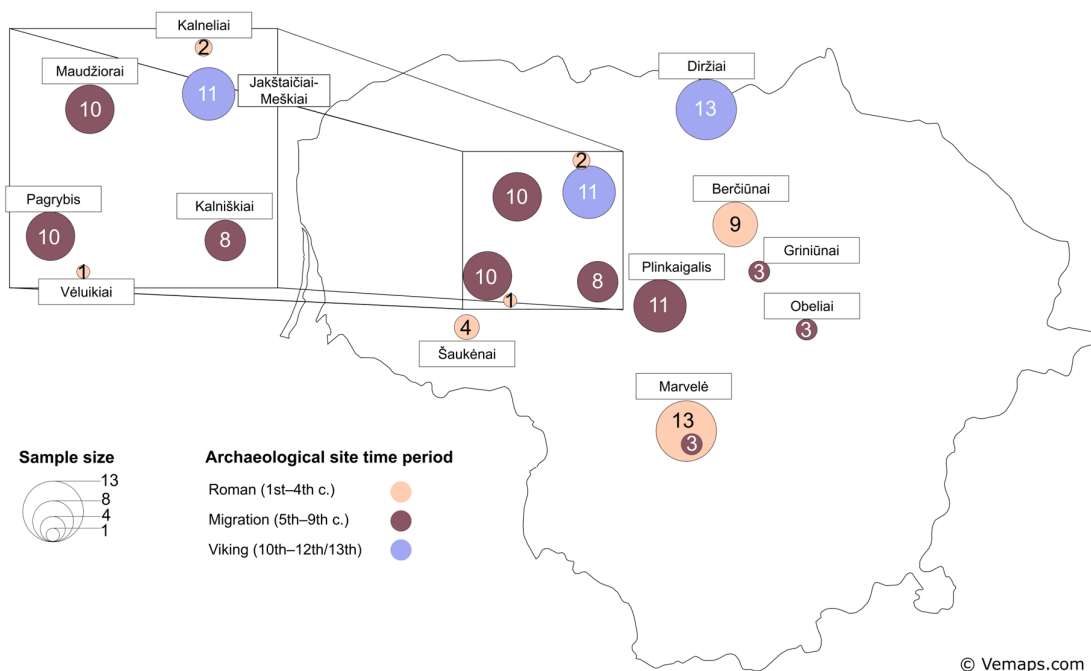 Kalneliai
2
Maudžiorai
10
11
Jakštaičiai-
Meškiai
Pagrybis
10
Kalniškiai
8
1
Vėluikiai
Diržiai
13
2
10
11
10
8
1
4
Šaukėnai
Berčiūnai
9
Griniūnai
3
Plinkaigalis
11
Obeliai
3
Marvelė
13
3
Sample size
13
8
4
1
Archaeological site time period
Roman (1st–4th c.)
Migration (5th–9th c.)
Viking (10th–12th/13th)
© Vemaps.com